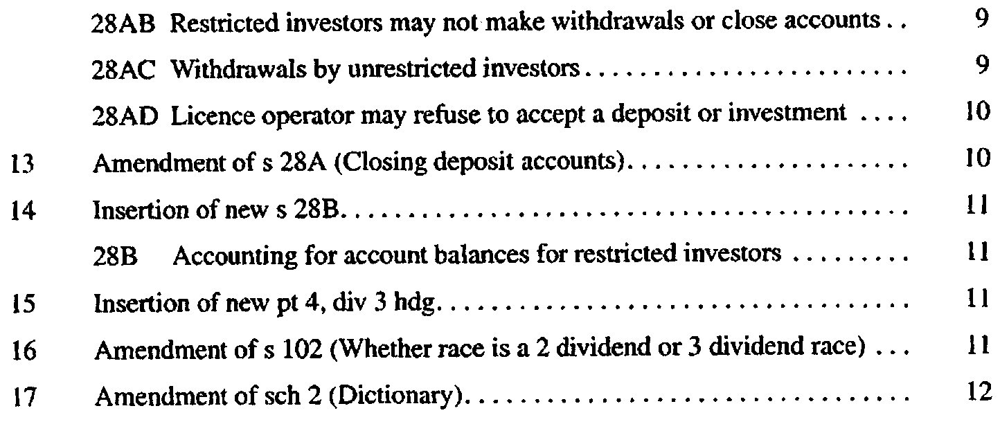 28AB Restricted investors may not make withdrawals or close accounts . . 9
28AC Withdrawals by unrestricted investors . . . . . . . . . . . . . . . . . . . . . . . . 9
28AD Licence operator may refuse to accept a deposit or investment . . . . 10
13 Amendment of s 28A (Closing deposit accounts). . . . . . . . . . . . . . . . . . . . . 10
14 Insertion of new s 28B. . . . . . . . . . . . . . . . . . . . . . . . . . . . . . . . . . . . . . . . . 11
28B Accounting for account balances for restricted investors . . . . . . . . . 11
15 Insertion of new pt 4, div 3 hdg. . . . . . . . . . . . . . . . . . . . . . . . . . . . . . . . . . 11
16 Amendment of s 102 (Whether race is a 2 dividend or 3 dividend race) . . . 11
17 Amendment of sch 2 (Dictionary). . . . . . . . . . . . . . . . . . . . . . . . . . . . . . . . 12